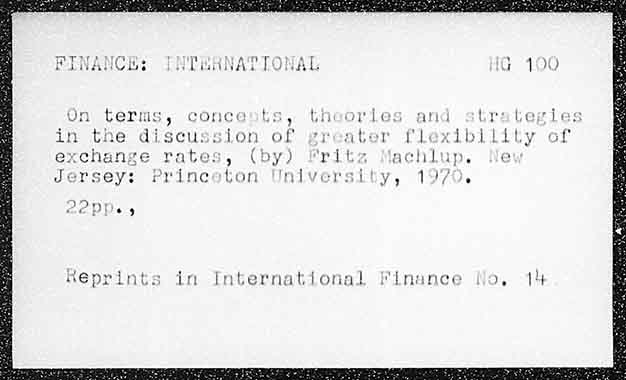 FINANCE: INTERNATIONAL HG 100
On terms, concepts, theories and strategies
in the discussion of greater flexibility of
exchange rates, (by) Fritz Machlup. New
Jersey: Princeton University, 1970.
22pp.,
Reprints in International Finance No. 14